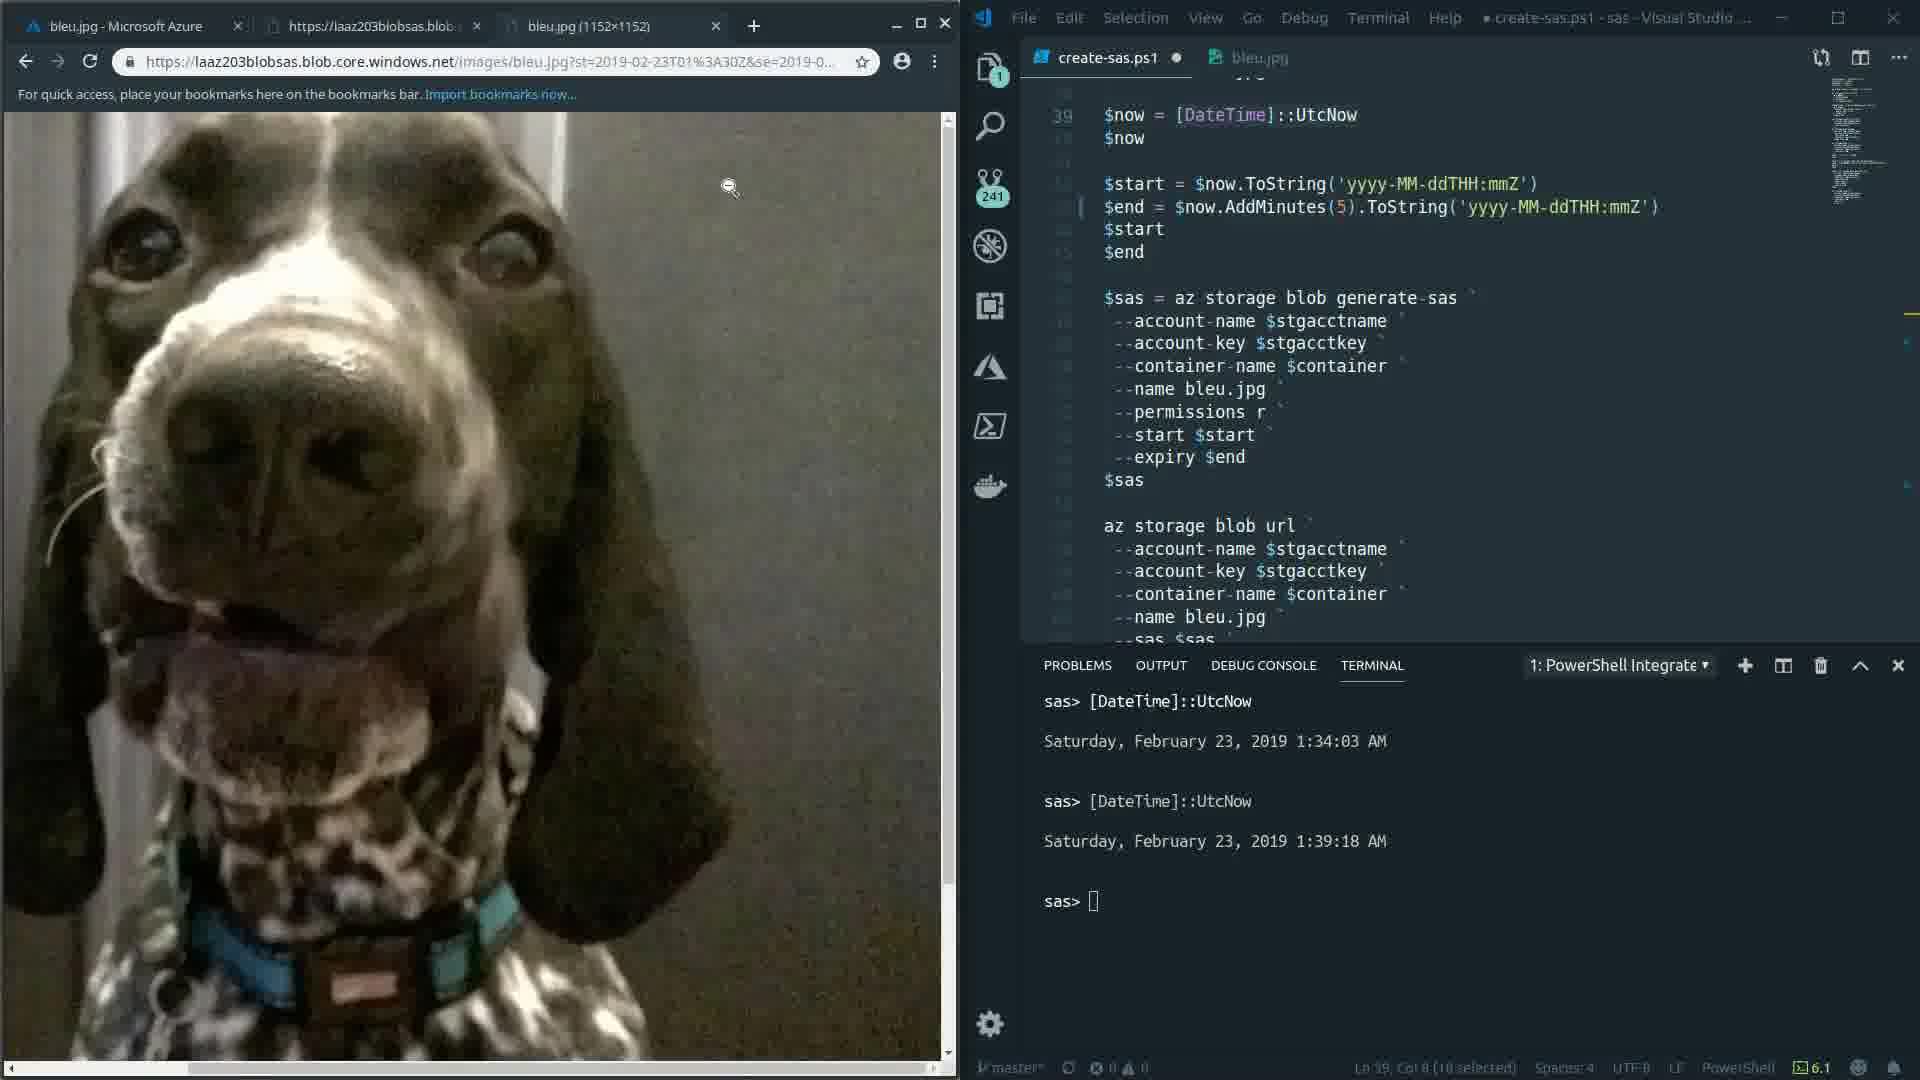 bleu.jpg - Microsoft Azure
https://laaz203blobsas.blob
bleu.jpg (1152×1152)
https://laaz203blobsas.blob.core.windows.net/images/bleu.jpg?st=2019-02-23T01%3A30Z&se=2019-0...
For quick access, place your bookmarks here on the bookmarks bar. Import bookmarks now...
File Edit Selection View Go Debug Terminal Help
● create-sas.ps1 - sas - Visual Studio ...
create-sas.ps1 ●
bleu.jpg
1
241
39 $now = [DateTime]::UtcNow
$now
$start = $now.ToString('yyyy-MM-ddTHH:mmZ')
$end = $now.AddMinutes(5).ToString('yyyy-MM-ddTHH:mmZ')
$start
$end
$sas = az storage blob generate-sas `
--account-name $stgacctname `
--account-key $stgacctkey `
--container-name $container `
--name bleu.jpg `
--permissions r `
--start $start `
--expiry $end
$sas
az storage blob url `
--account-name $stgacctname `
--account-key $stgacctkey `
--container-name $container `
--name bleu.jpg `
--sas $sas `
PROBLEMS OUTPUT DEBUG CONSOLE TERMINAL
1: PowerShell Integrate
sas> [DateTime]::UtcNow
Saturday, February 23, 2019 1:34:03 AM
sas> [DateTime]::UtcNow
Saturday, February 23, 2019 1:39:18 AM
sas>
master* 0 0
Ln 39, Col 8 (18 selected) Spaces: 4 UTF-8 LF PowerShell 6.1